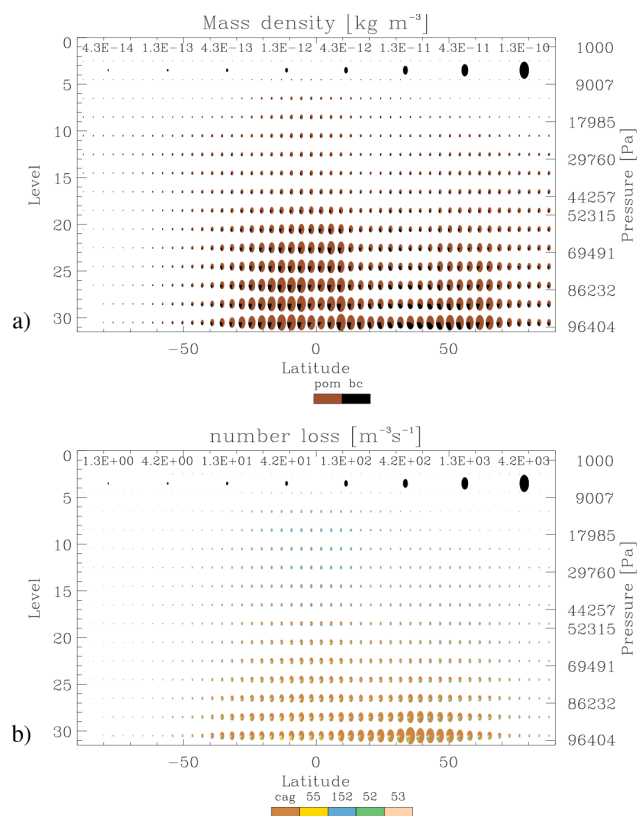 Mass density [kg m⁻³]
0 4.3E−14 1.3E−13 4.3E−13 1.3E−12 4.3E−12 1.3E−11 4.3E−11 1.3E−10 1000
5 9007
10 17985
15 29760
20 44257
52315
25 69491
30 86232
96404
Level
Pressure [Pa]
a)
−50 0 50
Latitude
pom bc
number loss [m⁻³s⁻¹]
0 1.3E+00 4.2E+00 1.3E+01 4.2E+01 1.3E+02 4.2E+02 1.3E+03 4.2E+03 1000
5 9007
10 17985
15 29760
20 44257
52315
25 69491
30 86232
96404
Level
Pressure [Pa]
b)
−50 0 50
Latitude
cag 55 152 52 53